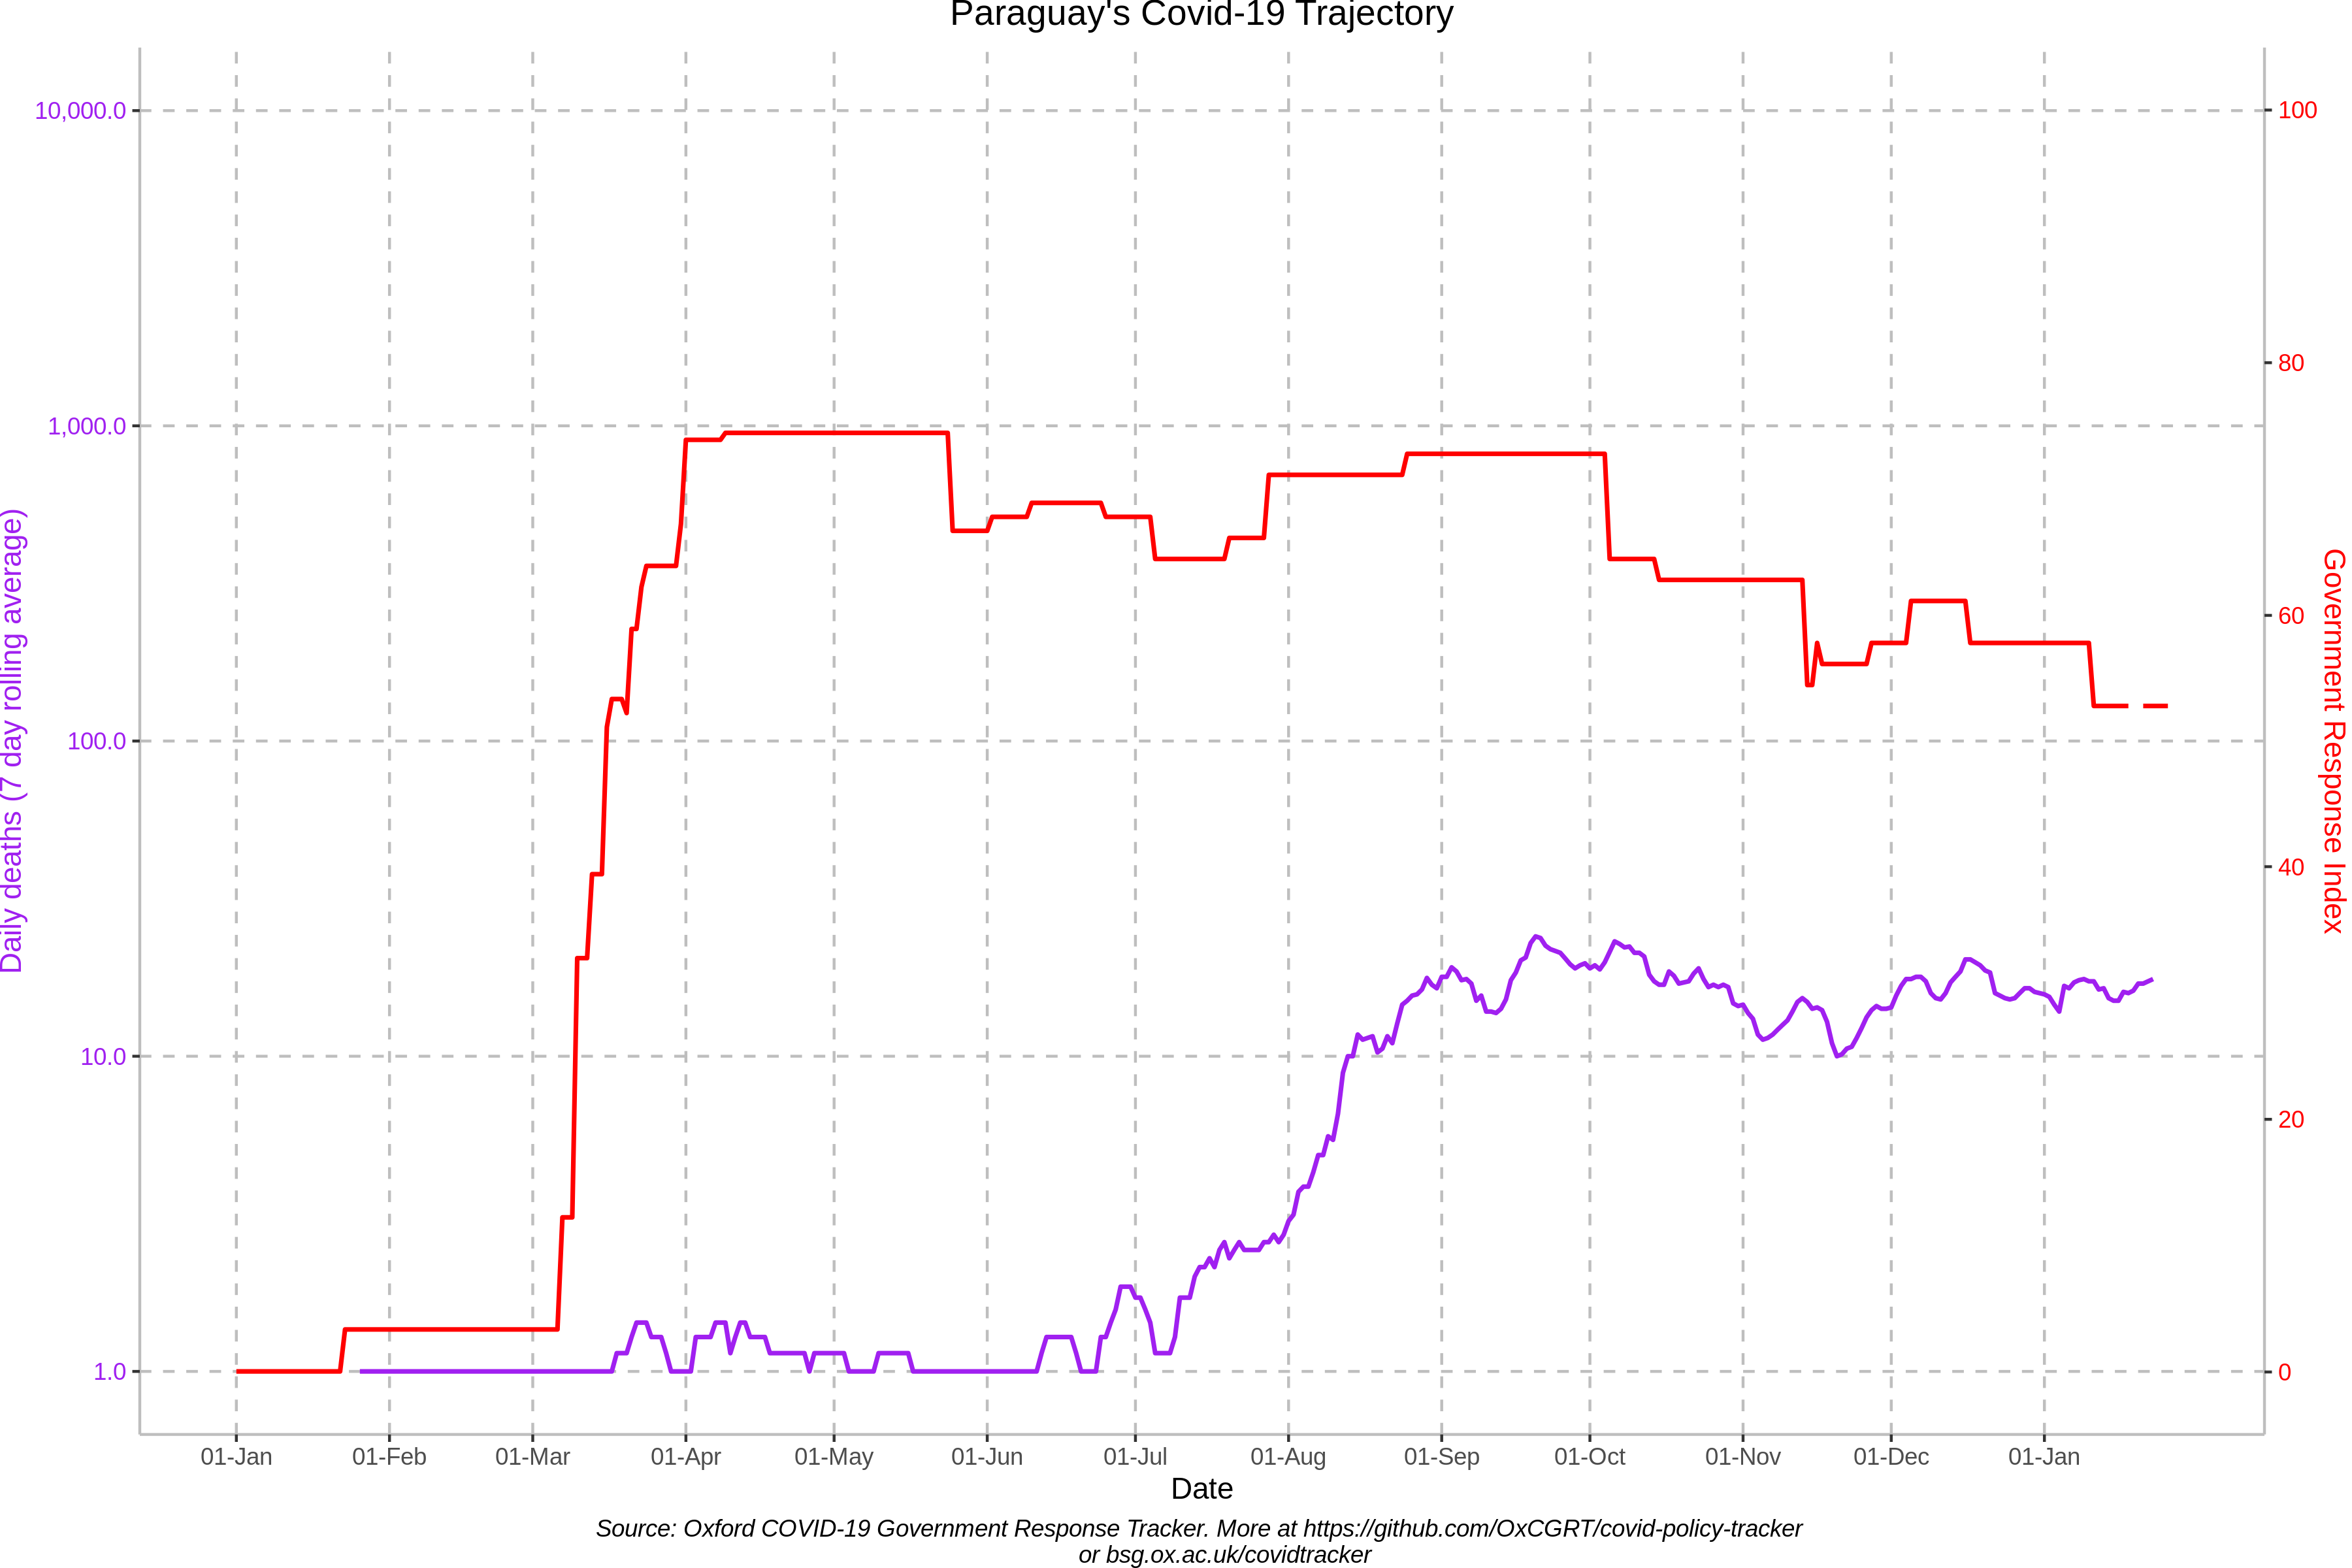 Paraguay's Covid-19 Trajectory
10,000.0
1,000.0
100.0
10.0
1.0
Daily deaths (7 day rolling average)
100
80
60
40
20
0
Government Response Index
01-Jan 01-Feb 01-Mar 01-Apr 01-May 01-Jun 01-Jul 01-Aug 01-Sep 01-Oct 01-Nov 01-Dec 01-Jan
Date
Source: Oxford COVID-19 Government Response Tracker. More at https://github.com/OxCGRT/covid-policy-tracker
or bsg.ox.ac.uk/covidtracker